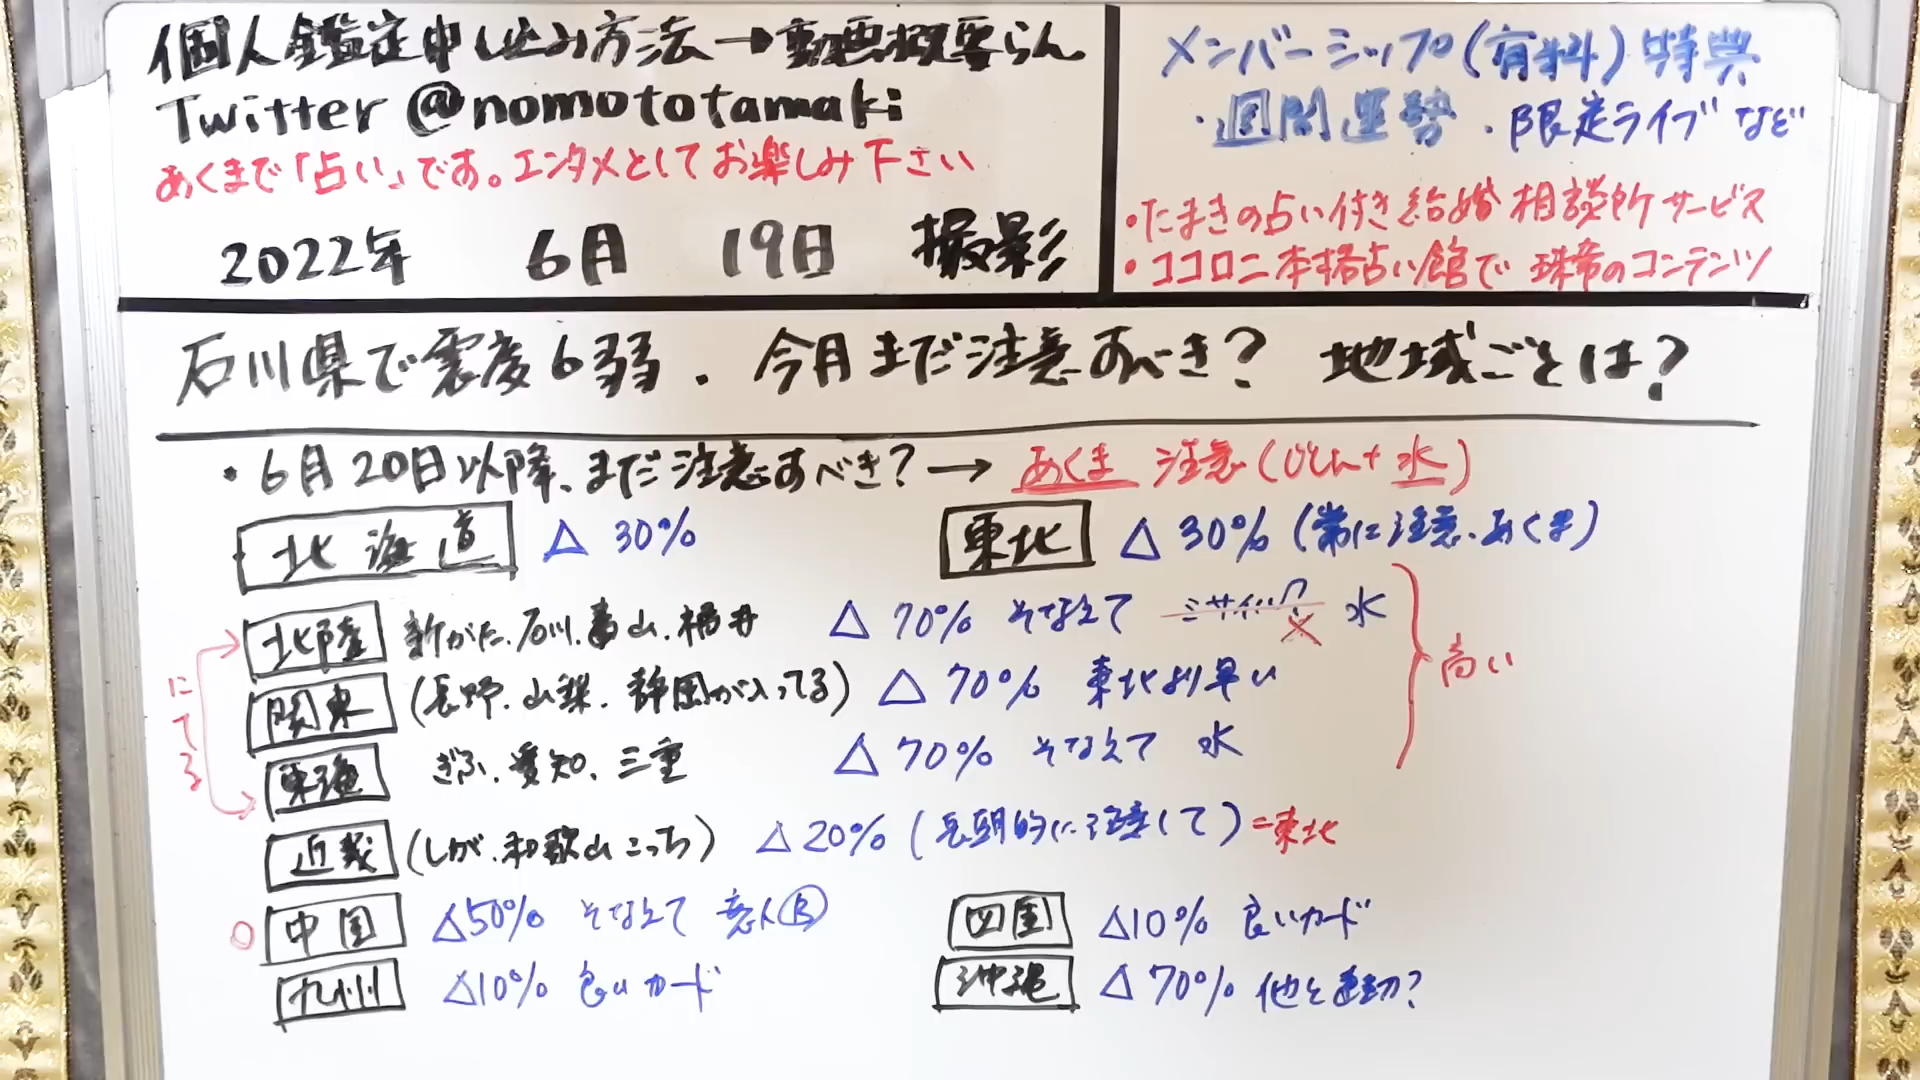 個人鑑定申し込み方法→動画概要らん
Twitter @nomototamaki
あくまで「占い」です。エンタメとしてお楽しみ下さい
2022年 6月 19日 撮影
メンバーシップ(有料)特典
・週間運勢 ・限定ライブなど
・たまきの占い付き結婚相談所サービス
・ココロニ本格占い館で 珠希のコンテンツ
石川県で震度6弱. 今月まだ注意すべき? 地域ごとは?
・6月20日以降、まだ注意すべき?→ あくま 注意(じしん+水)
北海道 △ 30%
東北 △ 30% (常に注意、あくま)
北陸 新がた、石川、富山、福井 △ 70% そなえて ミサイル? × 水
関東 (長野、山梨、静岡が入ってる) △ 70% 東北より早い
東海 ぎふ、愛知、三重 △ 70% そなえて 水
高い
にてる
近畿 (しが、和歌山こっち) △ 20% (長期的に注意して)=東北
○ 中国 △50% そなえて 恋人㊇
四国 △10% 良いカード
九州 △10% 良いカード
沖縄 △ 70% 他と連動?